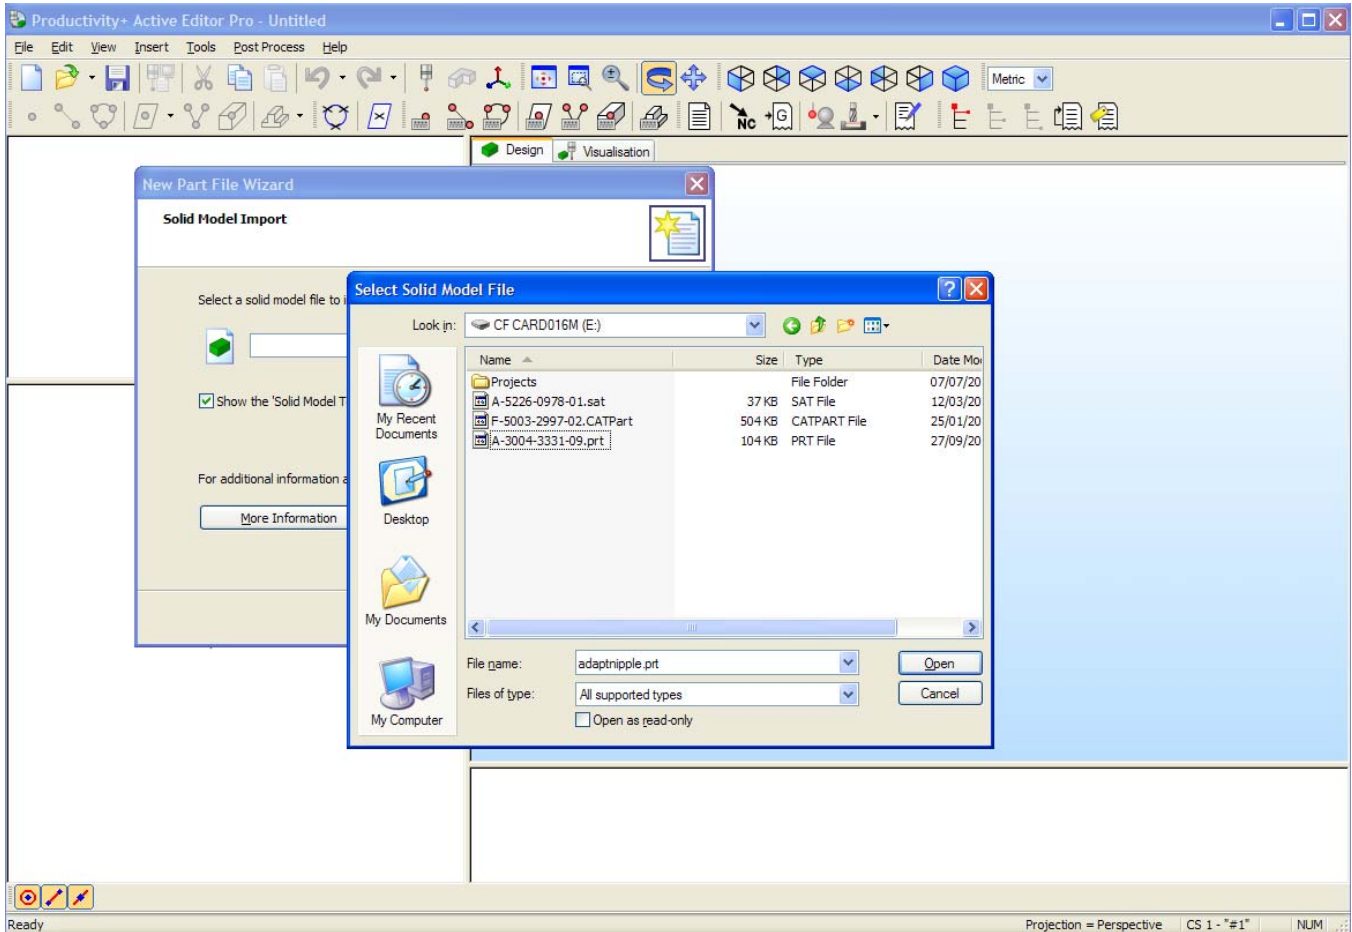 Productivity+ Active Editor Pro - Untitled
File Edit View Insert Tools Post Process Help
Metric
NC G
Design Visualisation
New Part File Wizard
Solid Model Import
Select a solid model file to i
Show the 'Solid Model T
For additional information a
More Information
Select Solid Model File
Look in: CF CARD016M (E:)
Name Size Type Date Mo
Projects File Folder 07/07/20
A-5226-0978-01.sat 37 KB SAT File 12/03/20
F-5003-2997-02.CATPart 504 KB CATPART File 25/01/20
A-3004-3331-09.prt 104 KB PRT File 27/09/20
My Recent
Documents
Desktop
My Documents
My Computer
File name: adaptnipple.prt Open
Files of type: All supported types Cancel
Open as read-only
Ready Projection = Perspective CS 1 - "#1" NUM